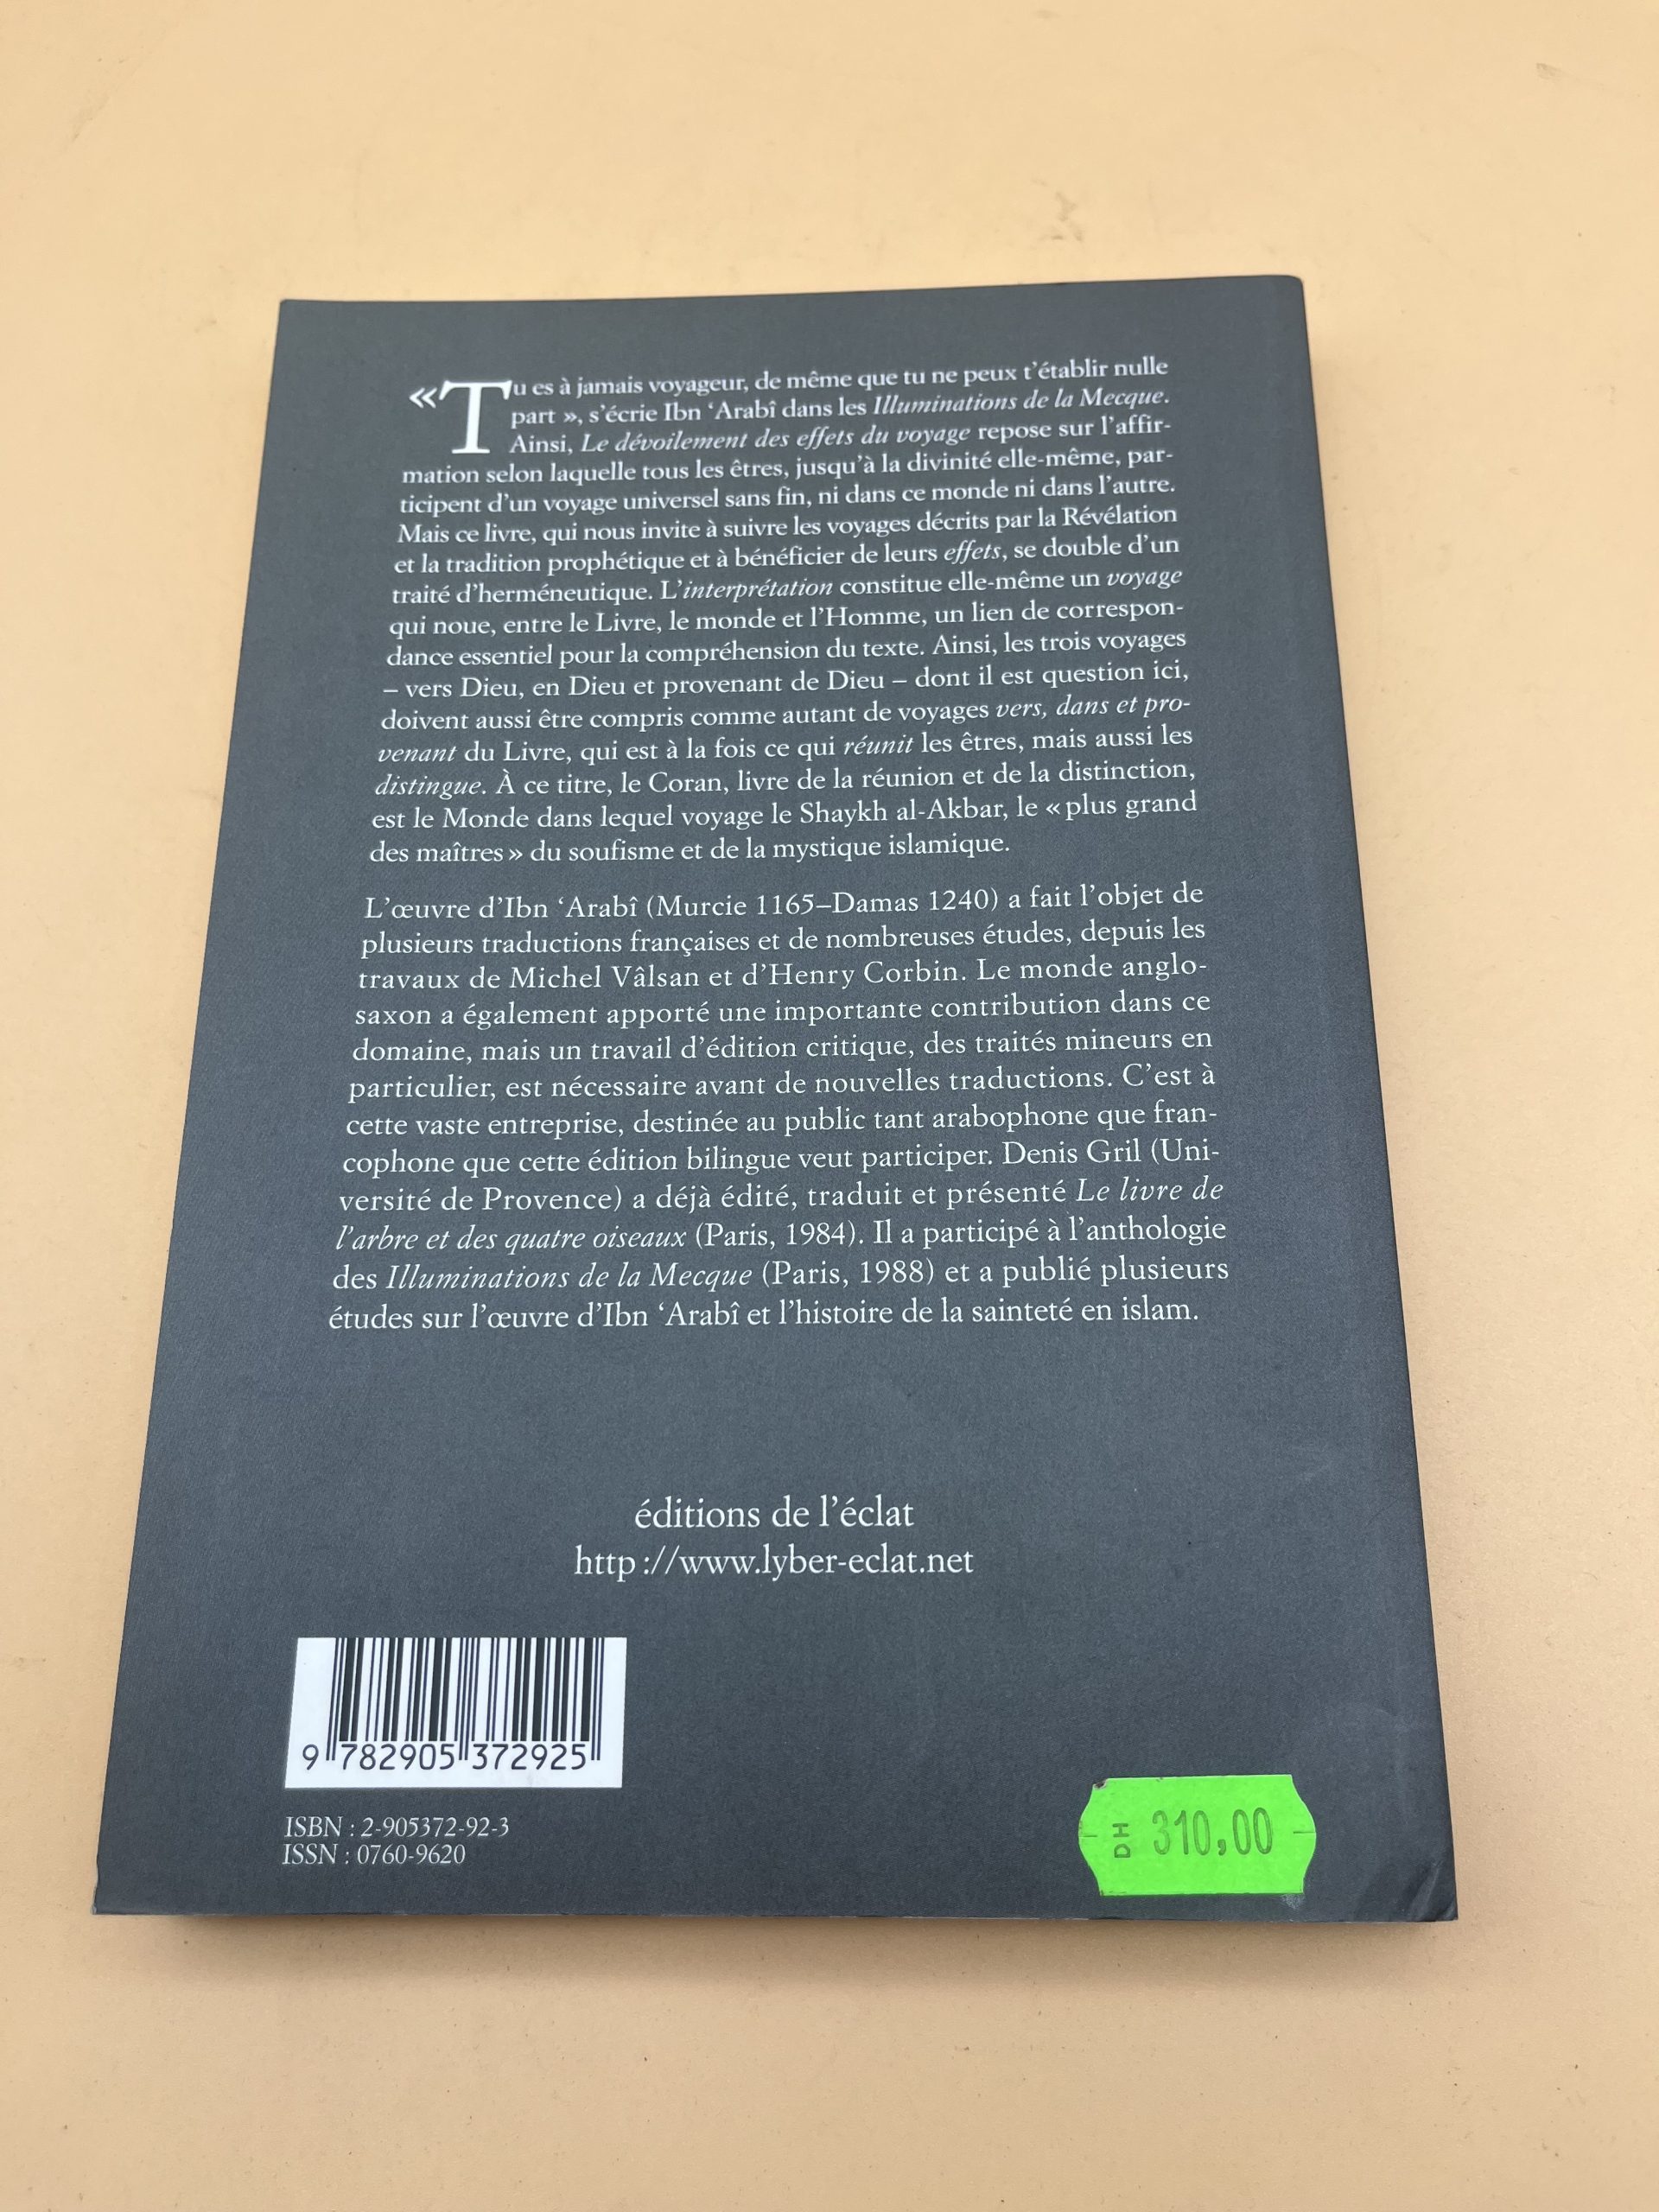 «Tu es à jamais voyageur, de même que tu ne peux t'établir nulle
part », s'écrie Ibn ‘Arabî dans les Illuminations de la Mecque.
Ainsi, Le dévoilement des effets du voyage repose sur l'affir-
mation selon laquelle tous les êtres, jusqu'à la divinité elle-même, par-
ticipent d'un voyage universel sans fin, ni dans ce monde ni dans l'autre.
Mais ce livre, qui nous invite à suivre les voyages décrits par la Révélation
et la tradition prophétique et à bénéficier de leurs effets, se double d'un
traité d'herméneutique. L'interprétation constitue elle-même un voyage
qui noue, entre le Livre, le monde et l'Homme, un lien de correspon-
dance essentiel pour la compréhension du texte. Ainsi, les trois voyages
– vers Dieu, en Dieu et provenant de Dieu – dont il est question ici,
doivent aussi être compris comme autant de voyages vers, dans et pro-
venant du Livre, qui est à la fois ce qui réunit les êtres, mais aussi les
distingue. À ce titre, le Coran, livre de la réunion et de la distinction,
est le Monde dans lequel voyage le Shaykh al-Akbar, le « plus grand
des maîtres » du soufisme et de la mystique islamique.
L'œuvre d'Ibn ‘Arabî (Murcie 1165–Damas 1240) a fait l'objet de
plusieurs traductions françaises et de nombreuses études, depuis les
travaux de Michel Vâlsan et d'Henry Corbin. Le monde anglo-
saxon a également apporté une importante contribution dans ce
domaine, mais un travail d'édition critique, des traités mineurs en
particulier, est nécessaire avant de nouvelles traductions. C'est à
cette vaste entreprise, destinée au public tant arabophone que fran-
cophone que cette édition bilingue veut participer. Denis Gril (Uni-
versité de Provence) a déjà édité, traduit et présenté Le livre de
l'arbre et des quatre oiseaux (Paris, 1984). Il a participé à l'anthologie
des Illuminations de la Mecque (Paris, 1988) et a publié plusieurs
études sur l'œuvre d'Ibn ‘Arabî et l'histoire de la sainteté en islam.
éditions de l'éclat
http://www.lyber-eclat.net
9 782905 372925
ISBN : 2-905372-92-3
ISSN : 0760-9620
DH 310,00